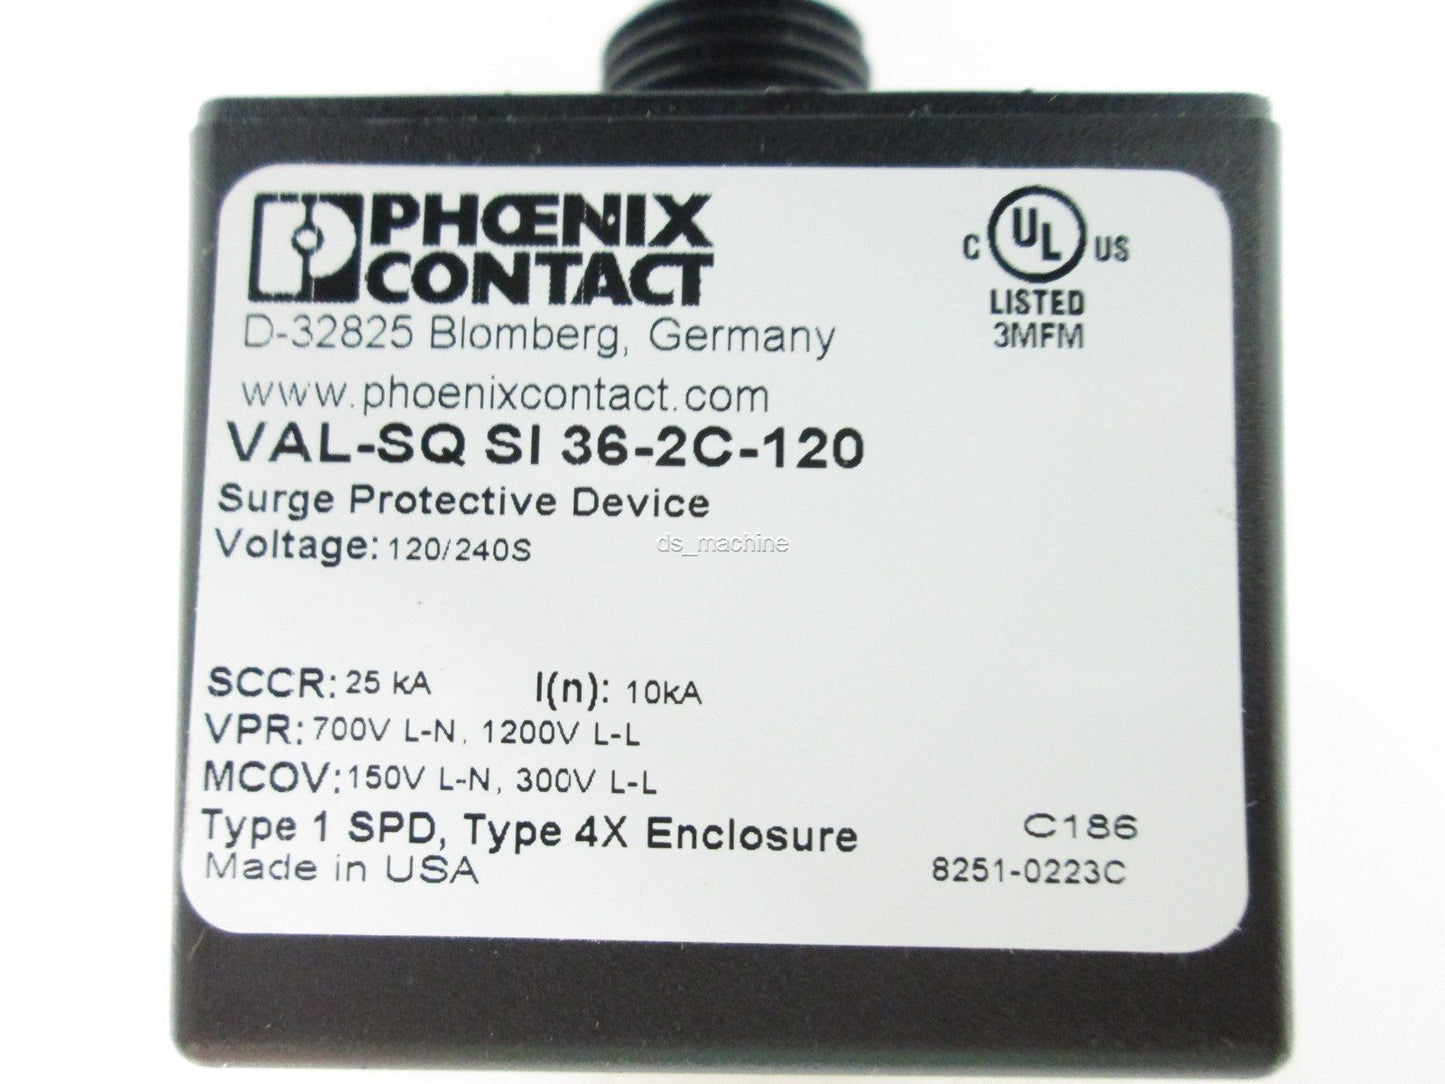 PHŒNIX
CONTACT
D-32825 Blomberg, Germany
www.phoenixcontact.com
C UL US
LISTED
3MFM
VAL-SQ SI 36-2C-120
Surge Protective Device
Voltage: 120/240S
ds_machine
SCCR: 25 kA I(n): 10kA
VPR: 700V L-N, 1200V L-L
MCOV: 150V L-N, 300V L-L
Type 1 SPD, Type 4X Enclosure
Made in USA
C186
8251-0223C